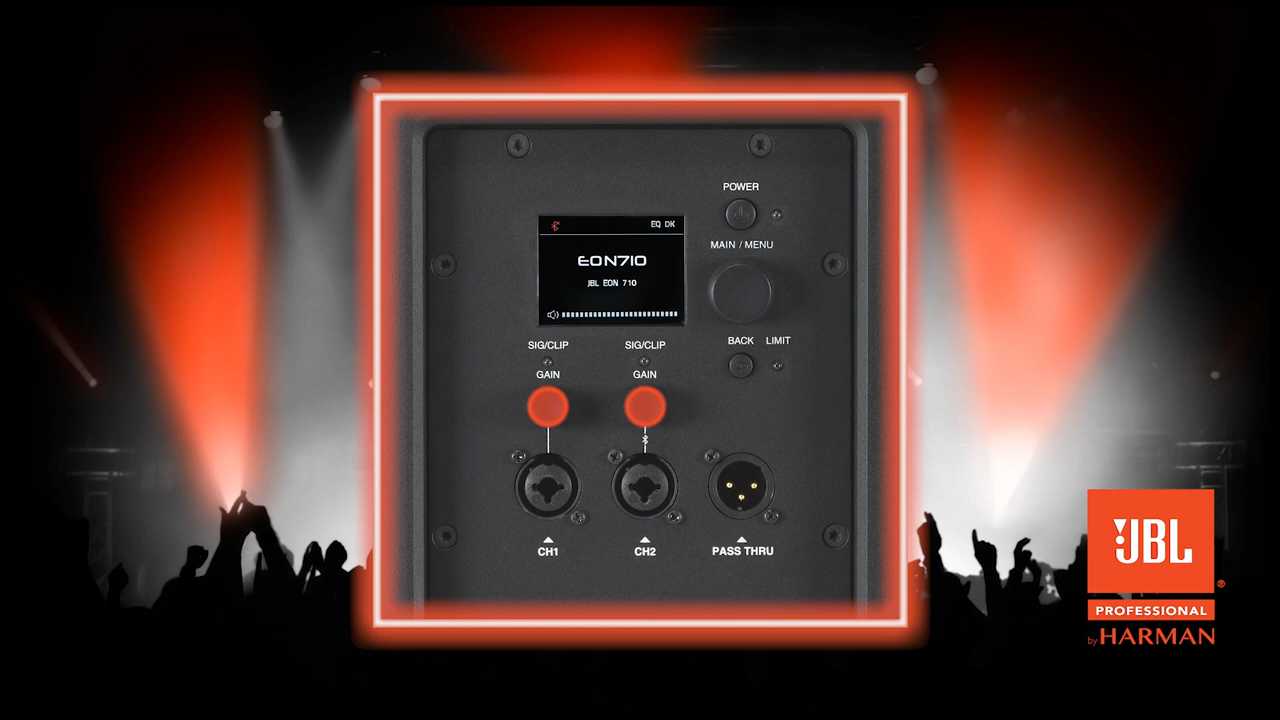 POWER
EQ DK
MAIN / MENU
EON710
JBL EON 710
SIG/CLIP
SIG/CLIP
BACK
LIMIT
GAIN
GAIN
CH1
CH2
PASS THRU
JBL
®
PROFESSIONAL
by HARMAN